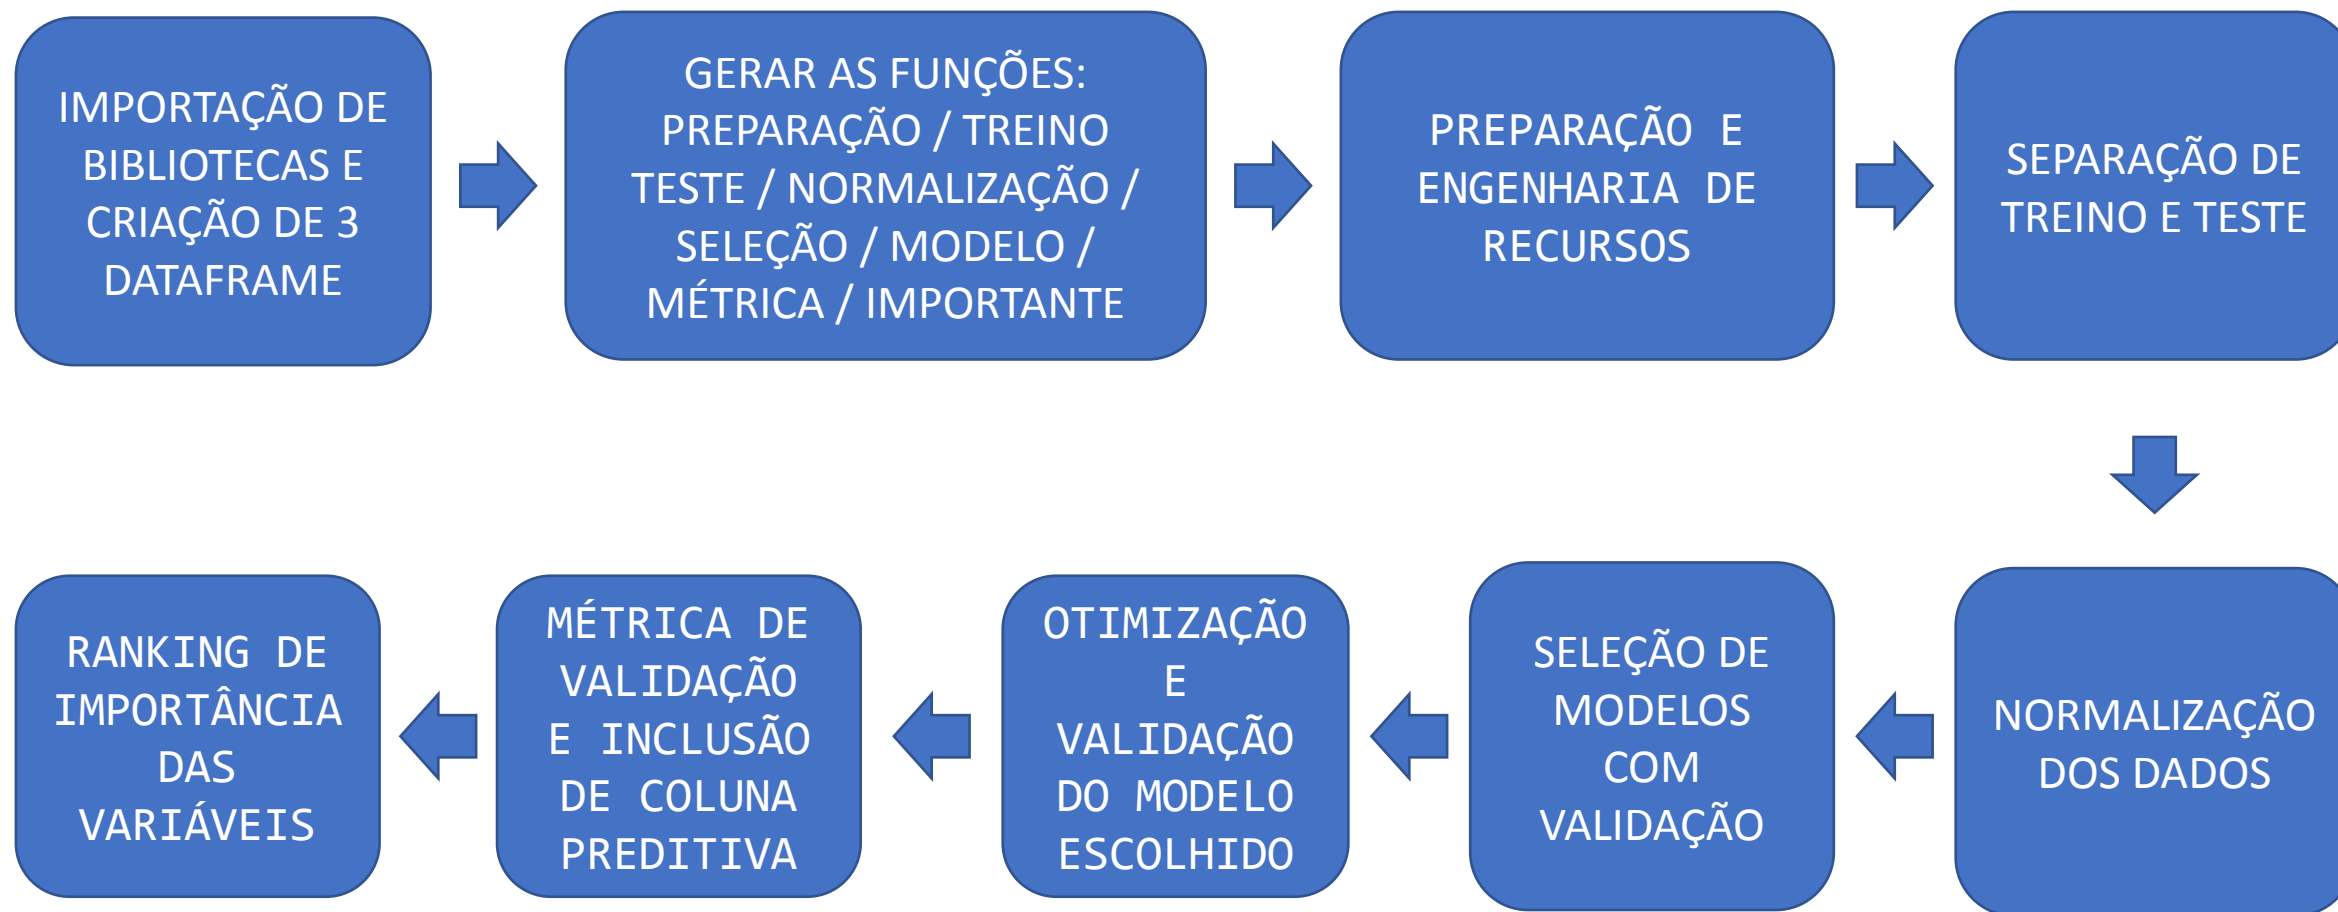 IMPORTAÇÃO DE
BIBLIOTECAS E
CRIAÇÃO DE 3
DATAFRAME
GERAR AS FUNÇÕES:
PREPARAÇÃO / TREINO
TESTE / NORMALIZAÇÃO /
SELEÇÃO / MODELO /
MÉTRICA / IMPORTANTE
PREPARAÇÃO E
ENGENHARIA DE
RECURSOS
SEPARAÇÃO DE
TREINO E TESTE
NORMALIZAÇÃO
DOS DADOS
SELEÇÃO DE
MODELOS
COM
VALIDAÇÃO
OTIMIZAÇÃO
E
VALIDAÇÃO
DO MODELO
ESCOLHIDO
MÉTRICA DE
VALIDAÇÃO
E INCLUSÃO
DE COLUNA
PREDITIVA
RANKING DE
IMPORTÂNCIA
DAS
VARIÁVEIS